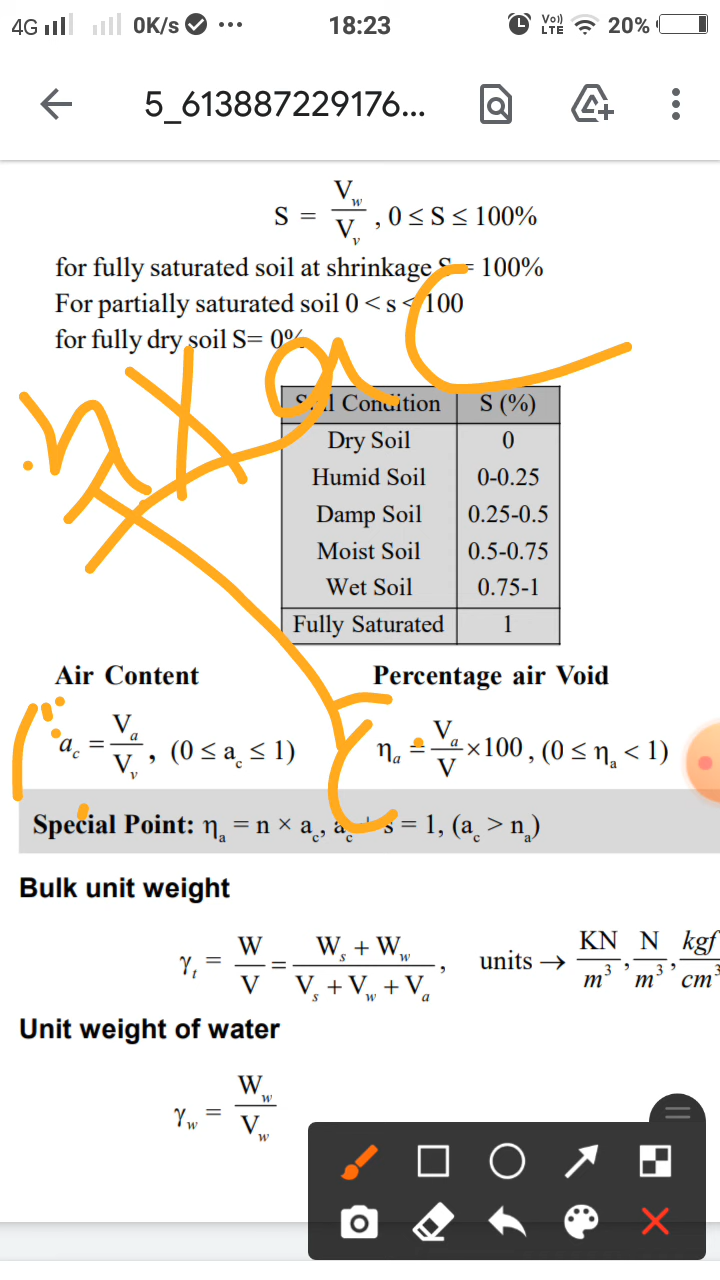 4G 0K/s ... 18:23 Vo)) LTE 20%
5_613887229176...
S = V_w / V_v , 0 ≤ S ≤ 100%
for fully saturated soil at shrinkage = 100%
For partially saturated soil 0 < s < 100
for fully dry soil S= 0%
n × ac
Condition S (%)
Dry Soil 0
Humid Soil 0-0.25
Damp Soil 0.25-0.5
Moist Soil 0.5-0.75
Wet Soil 0.75-1
Fully Saturated 1
Air Content Percentage air Void
a_c = V_a / V_v , (0 ≤ a_c ≤ 1) η_a = V_a / V ×100 , (0 ≤ η_a < 1)
Special Point: η_a = n × a_c, a_c + s = 1, (a_c > n_a)
Bulk unit weight
γ_t = W / V = W_s + W_w / V_s + V_w + V_a , units → KN / m³ , N / m³ , kgf / cm³
Unit weight of water
γ_w = W_w / V_w